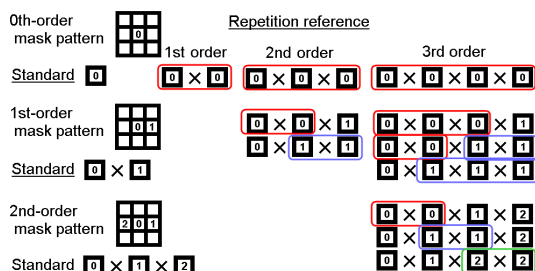 0th-order
mask pattern
0
Repetition reference
1st order 2nd order 3rd order
Standard 0 0 × 0 0 × 0 × 0 0 × 0 × 0 × 0
1st-order
mask pattern
0 1
0 × 0 × 1 0 × 0 × 0 × 1
0 × 1 × 1 0 × 0 × 1 × 1
Standard 0 × 1 0 × 1 × 1 × 1
2nd-order
mask pattern
2 0 1
0 × 0 × 1 × 2
0 × 1 × 1 × 2
Standard 0 × 1 × 2 0 × 1 × 2 × 2